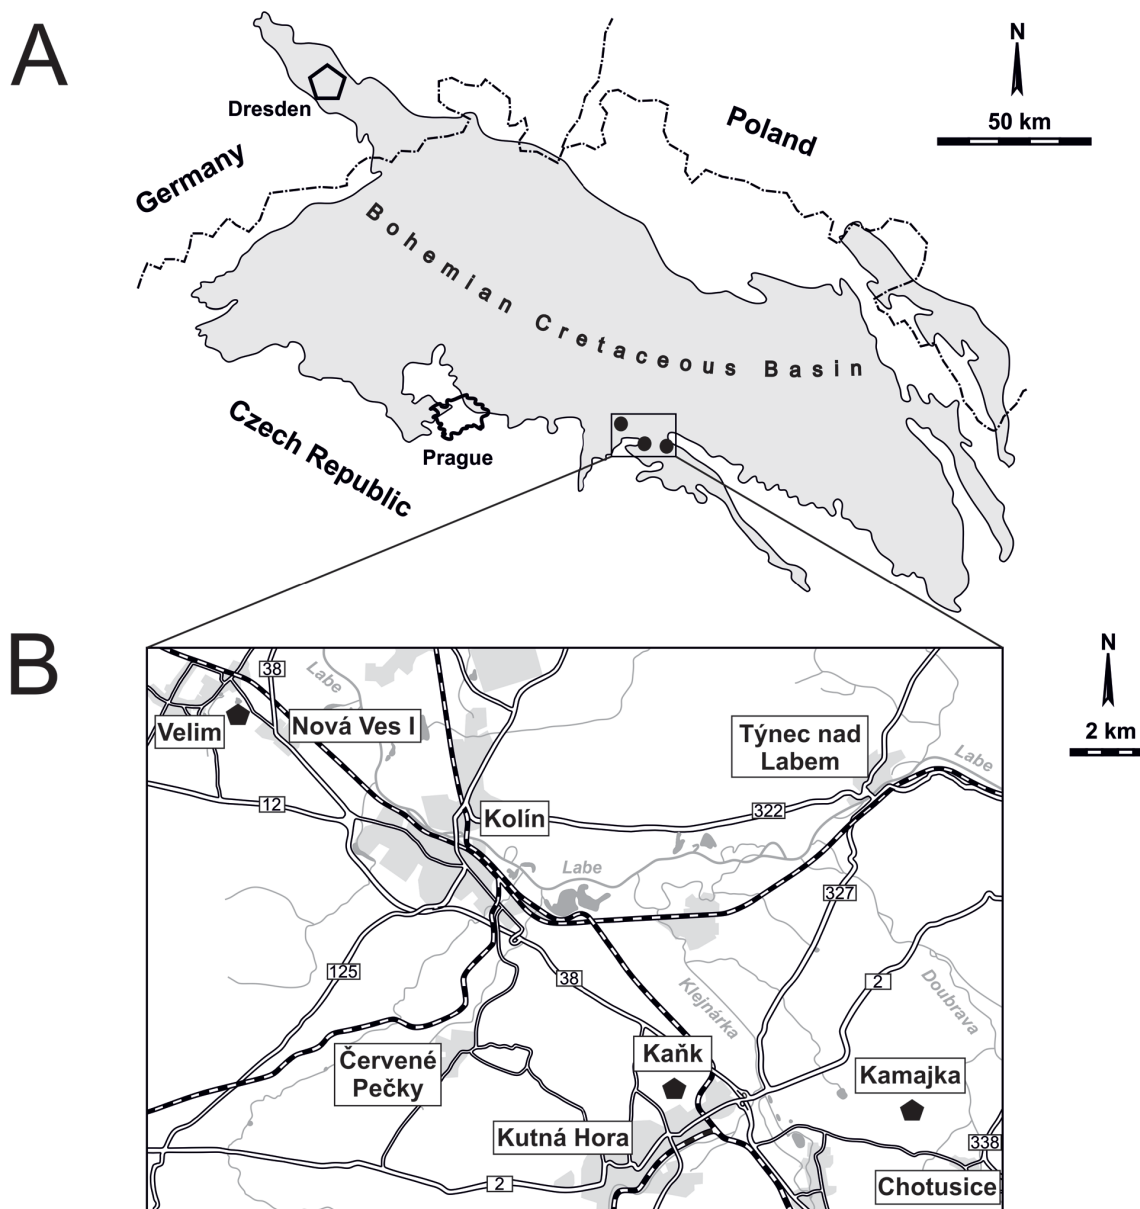 A
N
50 km
Dresden
Poland
Germany
Bohemian Cretaceous Basin
Czech Republic
Prague
B
N
2 km
38
Labe
Velim
Nová Ves I
Týnec nad
Labem
Labe
12
Kolín
322
Labe
327
125
38
2
Klejnárka
Doubrava
Červené
Pečky
Kaňk
Kamajka
Kutná Hora
338
2
Chotusice